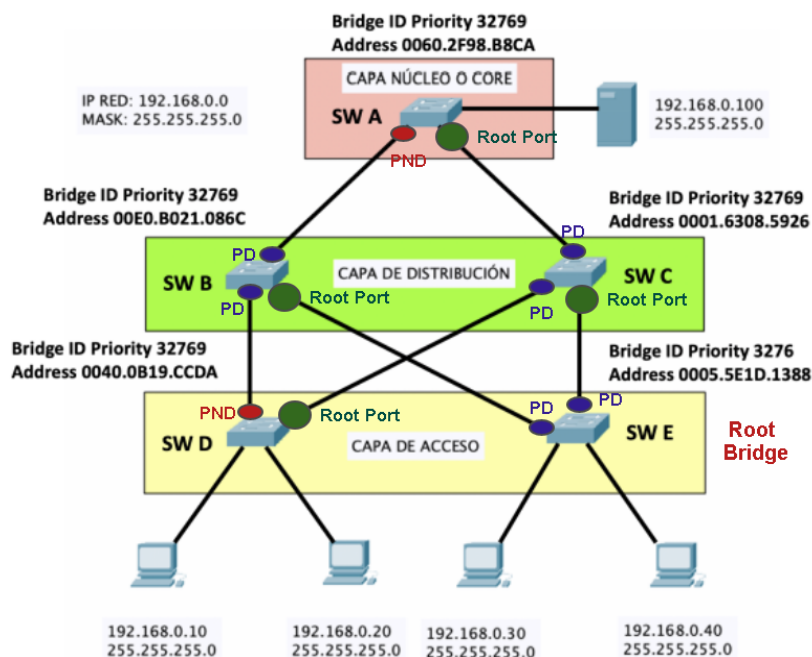 Bridge ID Priority 32769
Address 0060.2F98.B8CA
CAPA NÚCLEO O CORE
IP RED: 192.168.0.0
MASK: 255.255.255.0
SW A
Root Port
PND
192.168.0.100
255.255.255.0
Bridge ID Priority 32769
Address 00E0.B021.086C
Bridge ID Priority 32769
Address 0001.6308.5926
PD
PD
SW B
CAPA DE DISTRIBUCIÓN
SW C
PD
Root Port
PD
Root Port
Bridge ID Priority 32769
Address 0040.0B19.CCDA
Bridge ID Priority 3276
Address 0005.5E1D.1388
PND
Root Port
PD
PD
SW D
CAPA DE ACCESO
SW E
Root
Bridge
192.168.0.10
255.255.255.0
192.168.0.20
255.255.255.0
192.168.0.30
255.255.255.0
192.168.0.40
255.255.255.0